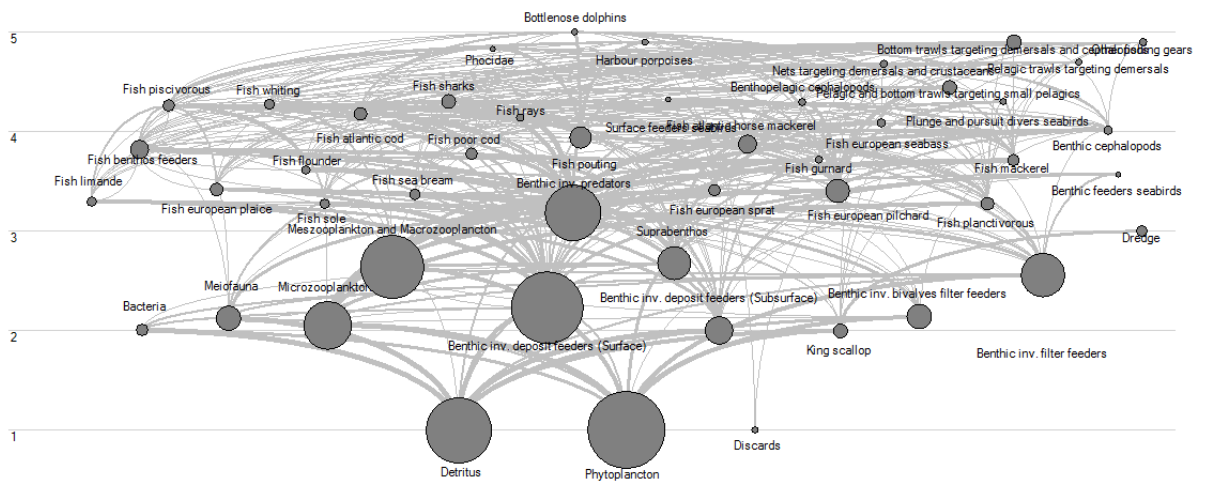 Bottlenose dolphins
5
Phocidae
Harbour porpoises
Bottom trawls targeting demersals and cephalopods
Other fishing gears
Nets targeting demersals and crustaceans
Pelagic trawls targeting demersals
Fish piscivorous
Fish whiting
Fish sharks
Benthopelagic cephalopods
Pelagic and bottom trawls targeting small pelagics
Fish rays
4
Fish atlantic cod
Fish poor cod
Surface feeders seabirds
Fish atlantic horse mackerel
Plunge and pursuit divers seabirds
Fish european seabass
Benthic cephalopods
Fish benthos feeders
Fish flounder
Fish pouting
Fish gurnard
Fish mackerel
Fish limande
Fish sea bream
Benthic inv. predators
Benthic feeders seabirds
Fish european plaice
Fish sole
Fish european sprat
Fish european pilchard
Fish planctivorous
3
Meszooplankton and Macrozooplancton
Suprabenthos
Dredge
Meiofauna
Microzooplankton
Bacteria
Benthic inv. deposit feeders (Subsurface)
Benthic inv. bivalves filter feeders
2
Benthic inv. deposit feeders (Surface)
King scallop
Benthic inv. filter feeders
1
Detritus
Phytoplancton
Discards